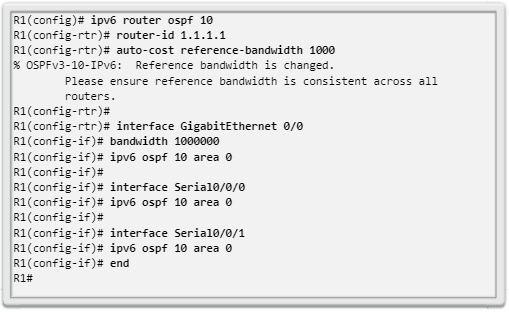 R1(config)# ipv6 router ospf 10
R1(config-rtr)# router-id 1.1.1.1
R1(config-rtr)# auto-cost reference-bandwidth 1000
% OSPFv3-10-IPv6:  Reference bandwidth is changed.
        Please ensure reference bandwidth is consistent across all
        routers.
R1(config-rtr)#
R1(config-rtr)# interface GigabitEthernet 0/0
R1(config-if)# bandwidth 1000000
R1(config-if)# ipv6 ospf 10 area 0
R1(config-if)#
R1(config-if)# interface Serial0/0/0
R1(config-if)# ipv6 ospf 10 area 0
R1(config-if)#
R1(config-if)# interface Serial0/0/1
R1(config-if)# ipv6 ospf 10 area 0
R1(config-if)# end
R1#